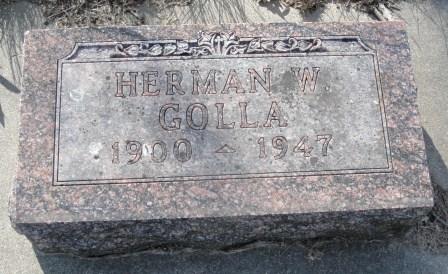 HERMAN W.
GOLLA
1900 - 1947